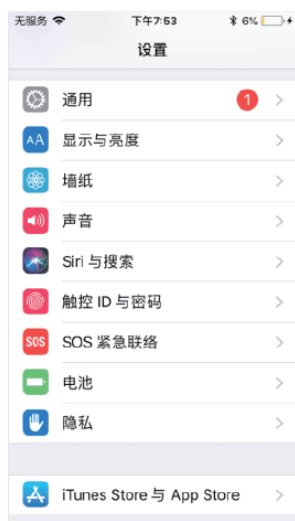 无服务 下午7:53 6%
设置
通用 1
AA 显示与亮度
墙纸
声音
Siri 与搜索
触控 ID 与密码
SOS SOS 紧急联络
电池
隐私
iTunes Store 与 App Store